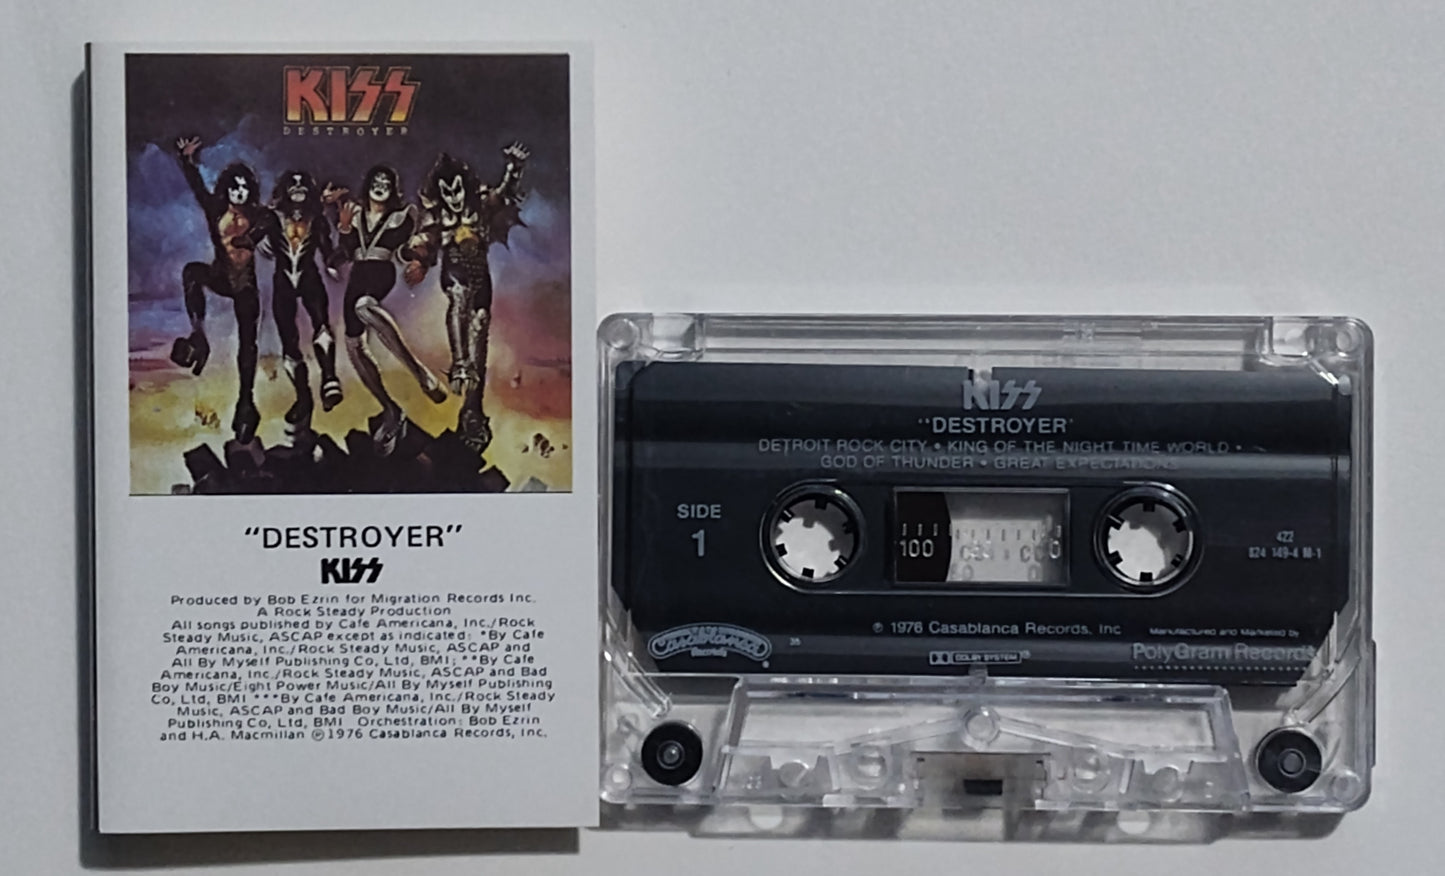 KISS
DESTROYER
"DESTROYER"
KISS
Produced by Bob Ezrin for Migration Records Inc.
A Rock Steady Production
All songs published by Cafe Americana, Inc./Rock
Steady Music, ASCAP except as indicated: *By Cafe
Americana, Inc./Rock Steady Music, ASCAP and
All By Myself Publishing Co, Ltd, BMI; **By Cafe
Americana, Inc./Rock Steady Music, ASCAP and Bad
Boy Music/Eight Power Music/All By Myself Publishing
Co, Ltd, BMI ***By Cafe Americana, Inc./Rock Steady
Music, ASCAP and Bad Boy Music/All By Myself
Publishing Co, Ltd, BMI Orchestration: Bob Ezrin
and H.A. Macmillan ℗1976 Casablanca Records, Inc.
KISS
"DESTROYER"
DETROIT ROCK CITY • KING OF THE NIGHT TIME WORLD •
GOD OF THUNDER • GREAT EXPECTATIONS
SIDE
1
100
0
422
824 149-4 M-1
℗ 1976 Casablanca Records, Inc
Casablanca
Records
35
DOLBY SYSTEM
Manufactured and Marketed by
PolyGram Records